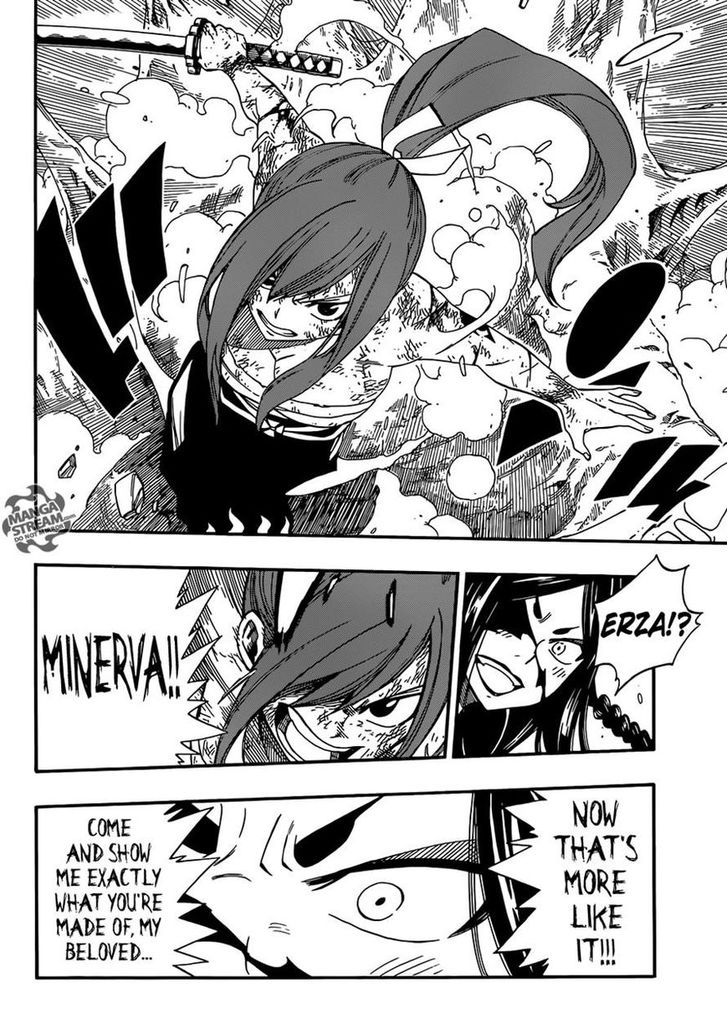 MANGA
STREAM
ERZA!?
MINERVA!!
NOW
THAT'S
MORE
LIKE
IT!!!
COME
AND SHOW
ME EXACTLY
WHAT YOU'RE
MADE OF, MY
BELOVED...